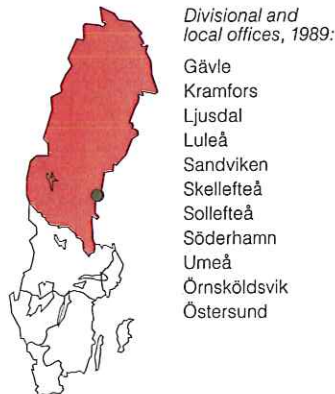 Divisional and
local offices, 1989:
Gävle
Kramfors
Ljusdal
Luleå
Sandviken
Skellefteå
Sollefteå
Söderhamn
Umeå
Örnsköldsvik
Östersund